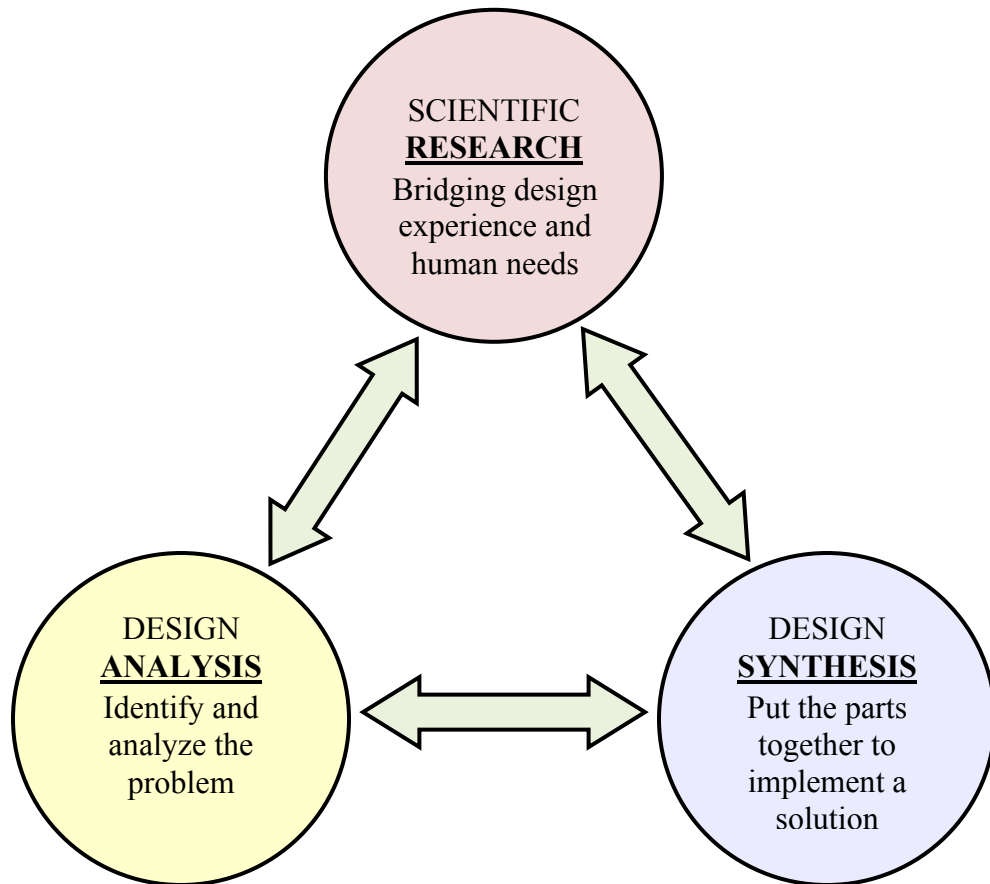 SCIENTIFIC
RESEARCH
Bridging design
experience and
human needs
DESIGN
ANALYSIS
Identify and
analyze the
problem
DESIGN
SYNTHESIS
Put the parts
together to
implement a
solution